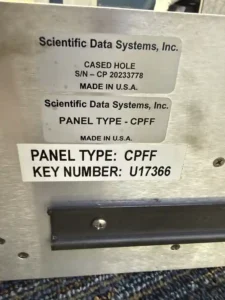 Scientific Data Systems, Inc.
CASED HOLE
S/N – CP 20233778
MADE IN U.S.A.
Scientific Data Systems, Inc.
PANEL TYPE - CPFF
MADE IN U.S.A.
PANEL TYPE: CPFF
KEY NUMBER: U17366